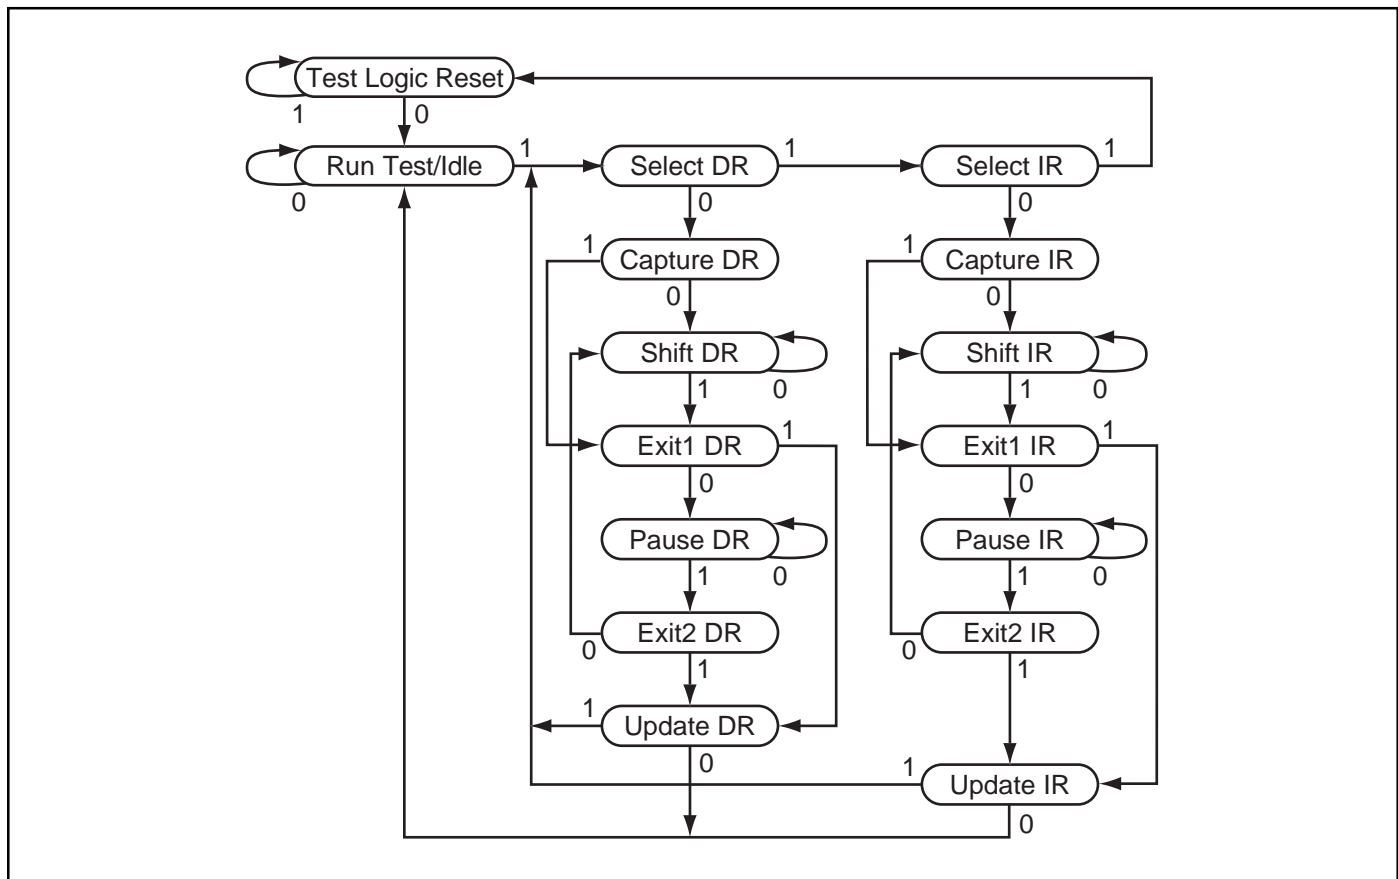 Test Logic Reset
1
0
Run Test/Idle
1
0
Select DR
1
0
Select IR
1
0
1
Capture DR
0
1
Capture IR
0
Shift DR
1
0
Shift IR
1
0
Exit1 DR
1
0
Exit1 IR
1
0
Pause DR
1
0
Pause IR
1
0
Exit2 DR
0
1
Exit2 IR
0
1
1
Update DR
0
1
Update IR
0